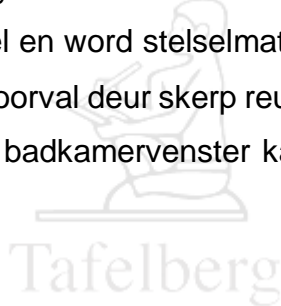 el en word stelselmat
oorval deur skerp reu
badkamervenster ka
Tafelberg